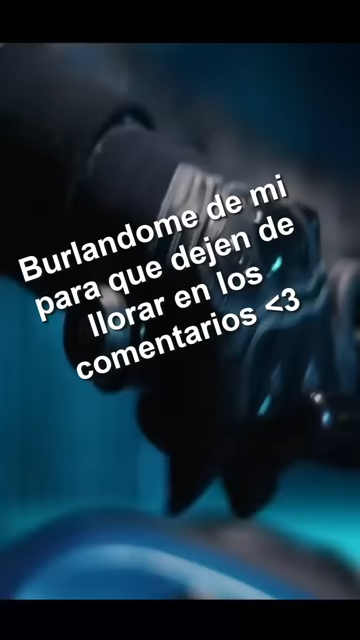 Burlandome de mi
para que dejen de
llorar en los
comentarios <3